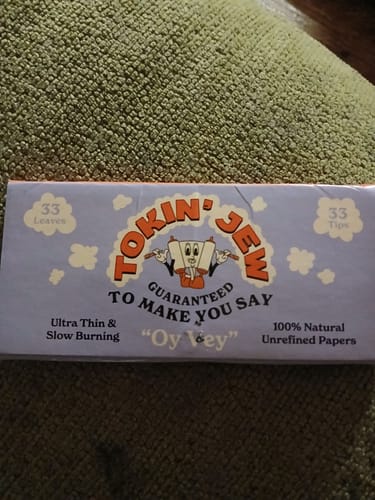 33
Leaves
TOKIN' JEW
33
Tips
GUARANTEED
TO MAKE YOU SAY
"Oy Vey"
Ultra Thin &
Slow Burning
100% Natural
Unrefined Papers